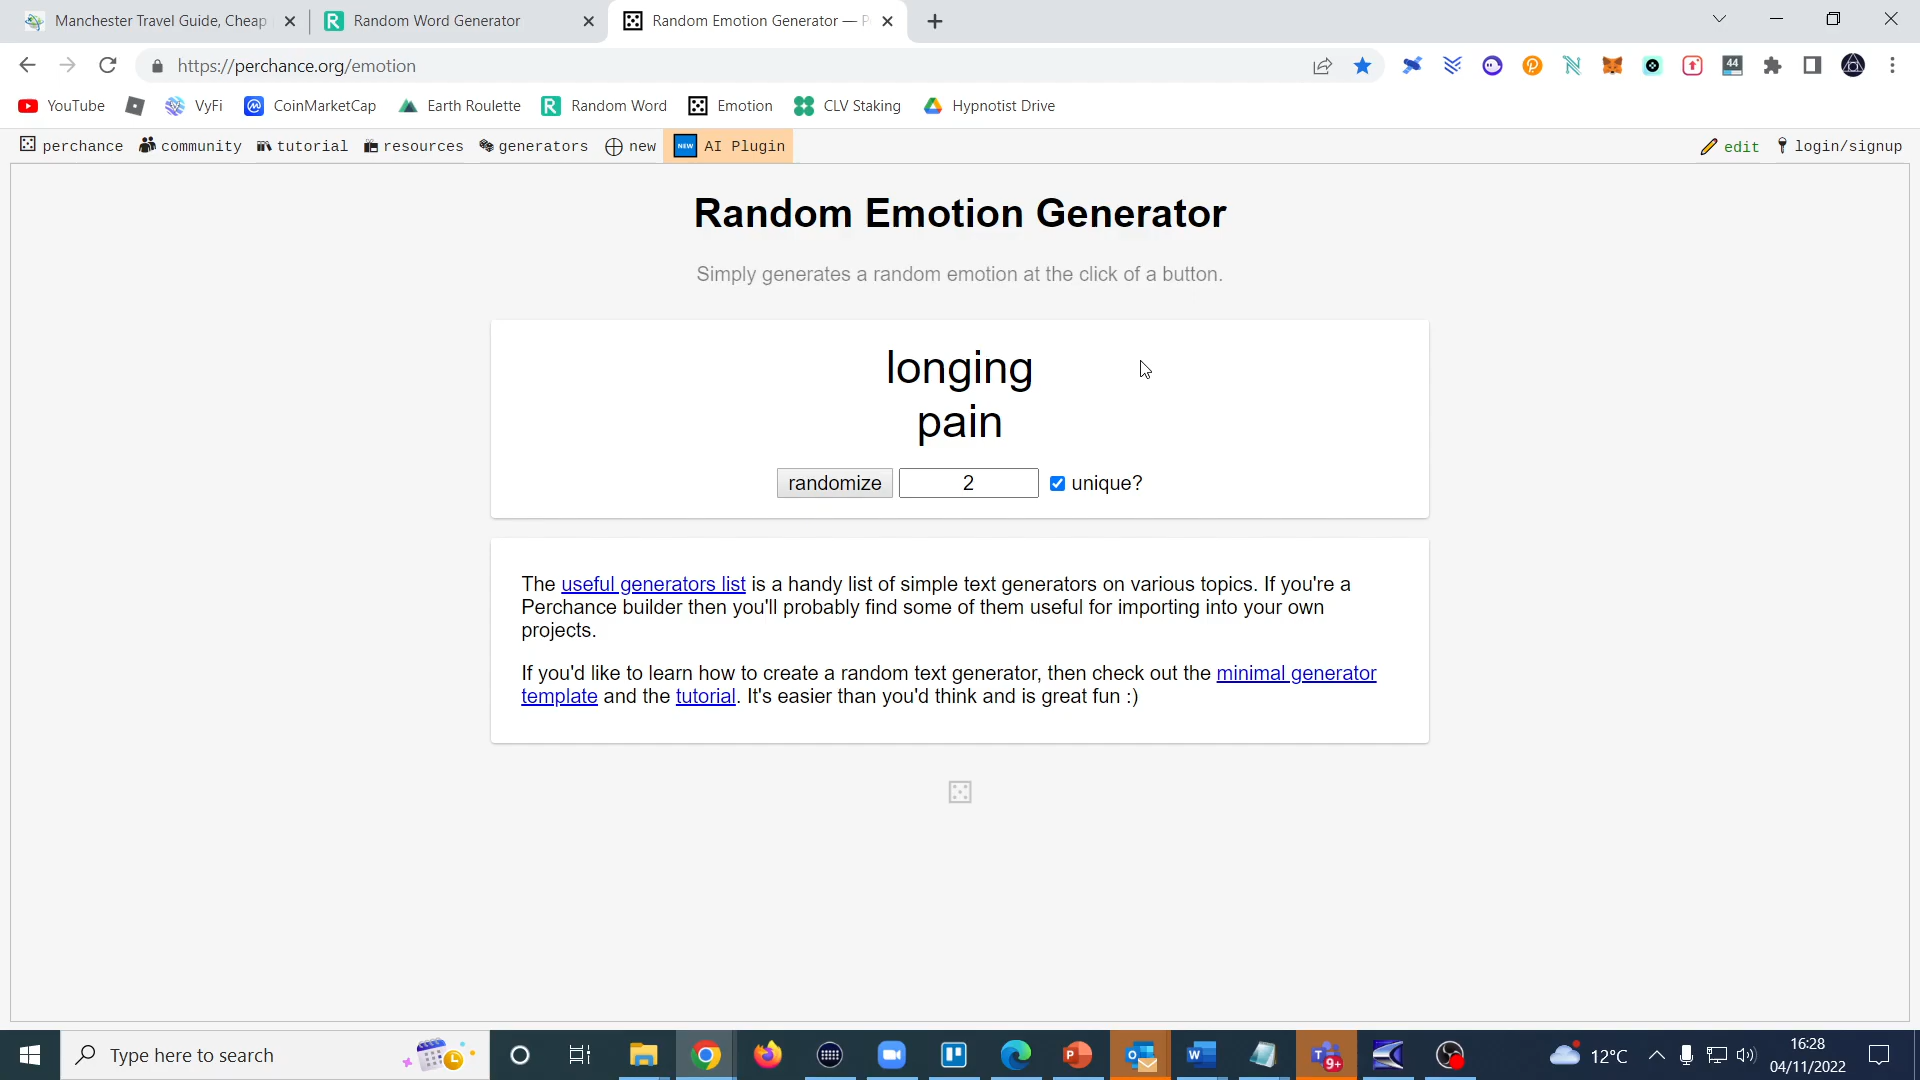 Manchester Travel Guide, Cheap
Random Word Generator
Random Emotion Generator — P
https://perchance.org/emotion
44
YouTube
VyFi
CoinMarketCap
Earth Roulette
Random Word
Emotion
CLV Staking
Hypnotist Drive
perchance
community
tutorial
resources
generators
new
NEW
AI Plugin
edit
login/signup
Random Emotion Generator
Simply generates a random emotion at the click of a button.
longing
pain
randomize
2
unique?
The useful generators list is a handy list of simple text generators on various topics. If you're a
Perchance builder then you'll probably find some of them useful for importing into your own
projects.
If you'd like to learn how to create a random text generator, then check out the minimal generator
template and the tutorial. It's easier than you'd think and is great fun :)
Type here to search
9+
12°C
16:28
04/11/2022